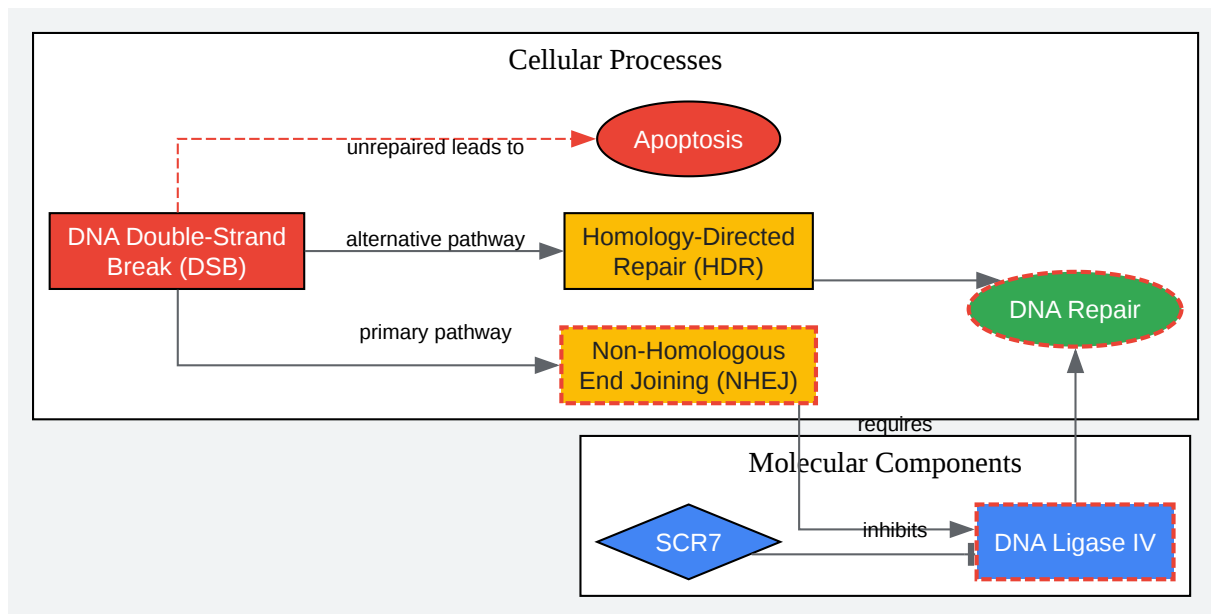 Cellular Processes
unrepaired leads to
Apoptosis
DNA Double-Strand
Break (DSB)
alternative pathway
Homology-Directed
Repair (HDR)
DNA Repair
primary pathway
Non-Homologous
End Joining (NHEJ)
requires
Molecular Components
SCR7
inhibits
DNA Ligase IV